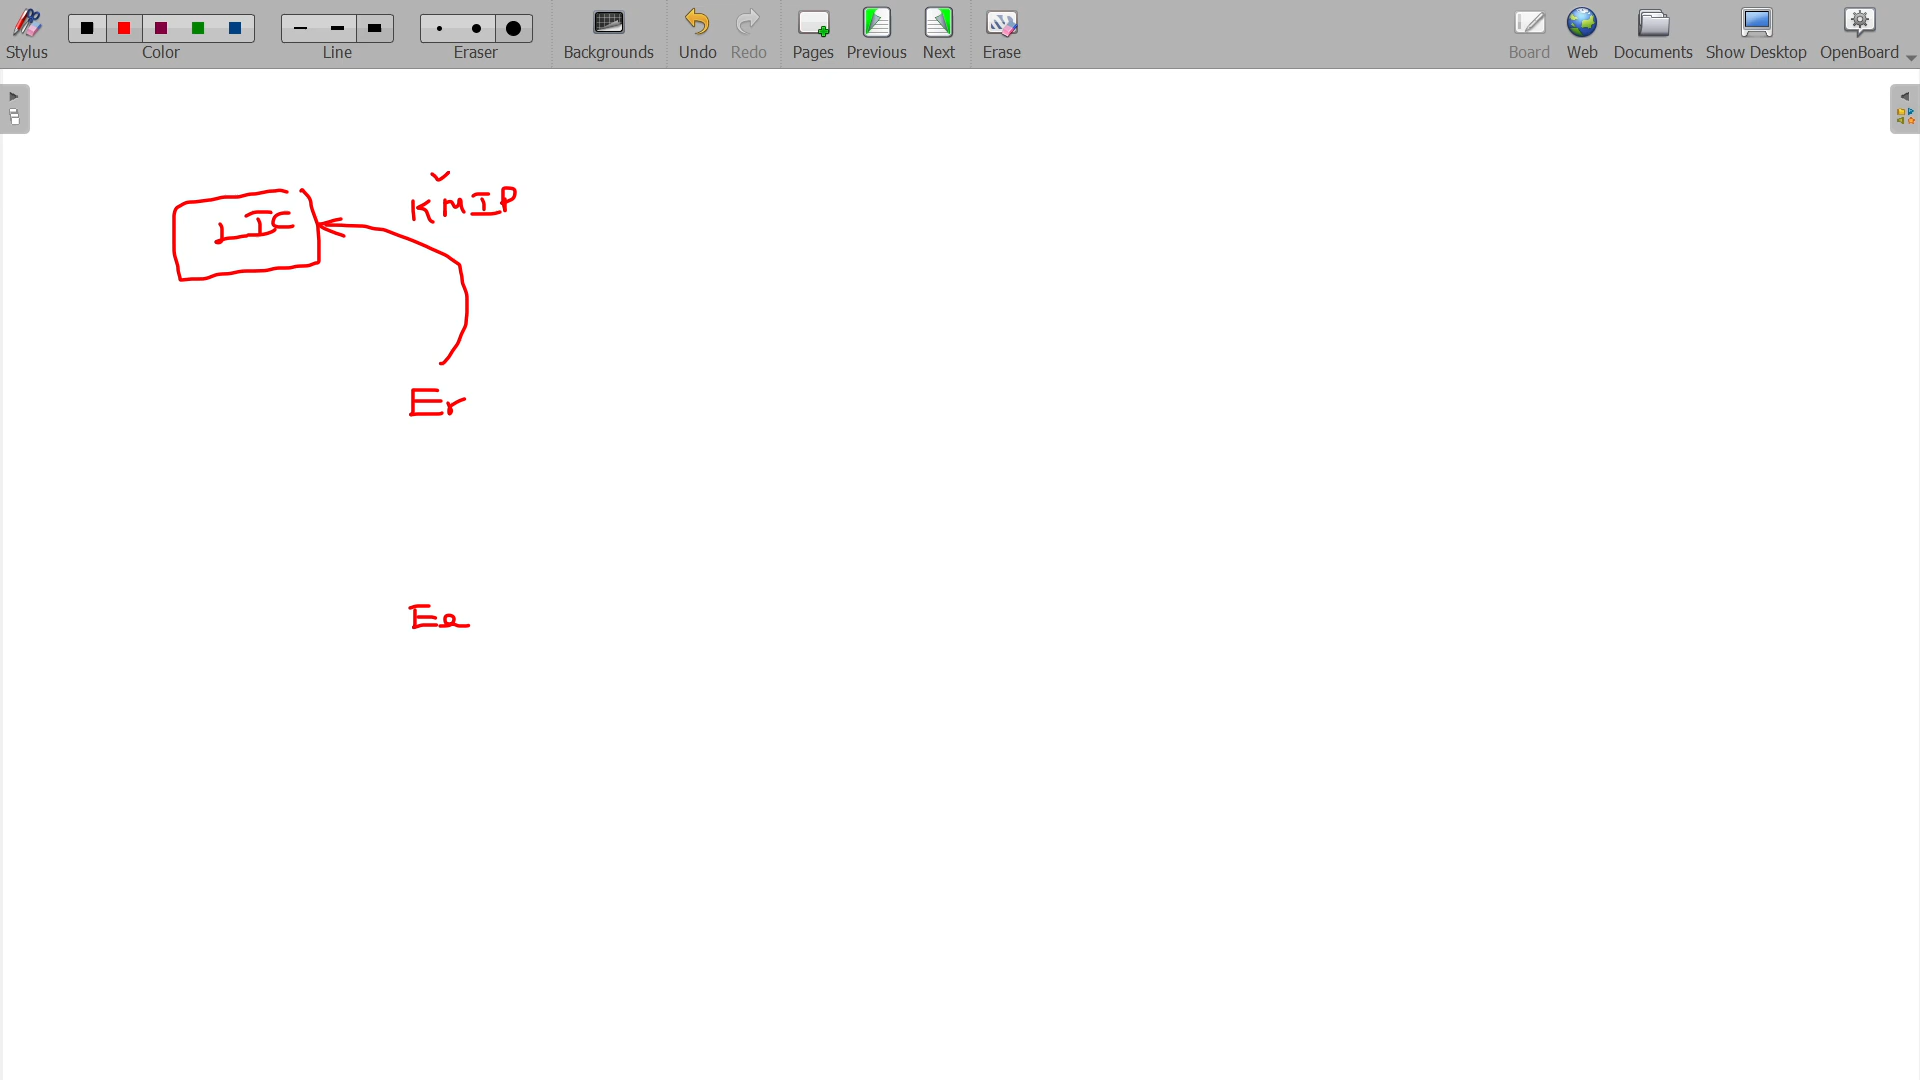 Stylus Color Line Eraser Backgrounds Undo Redo Pages Previous Next Erase Board Web Documents Show Desktop OpenBoard
KMIP
LIC
Er
Ee